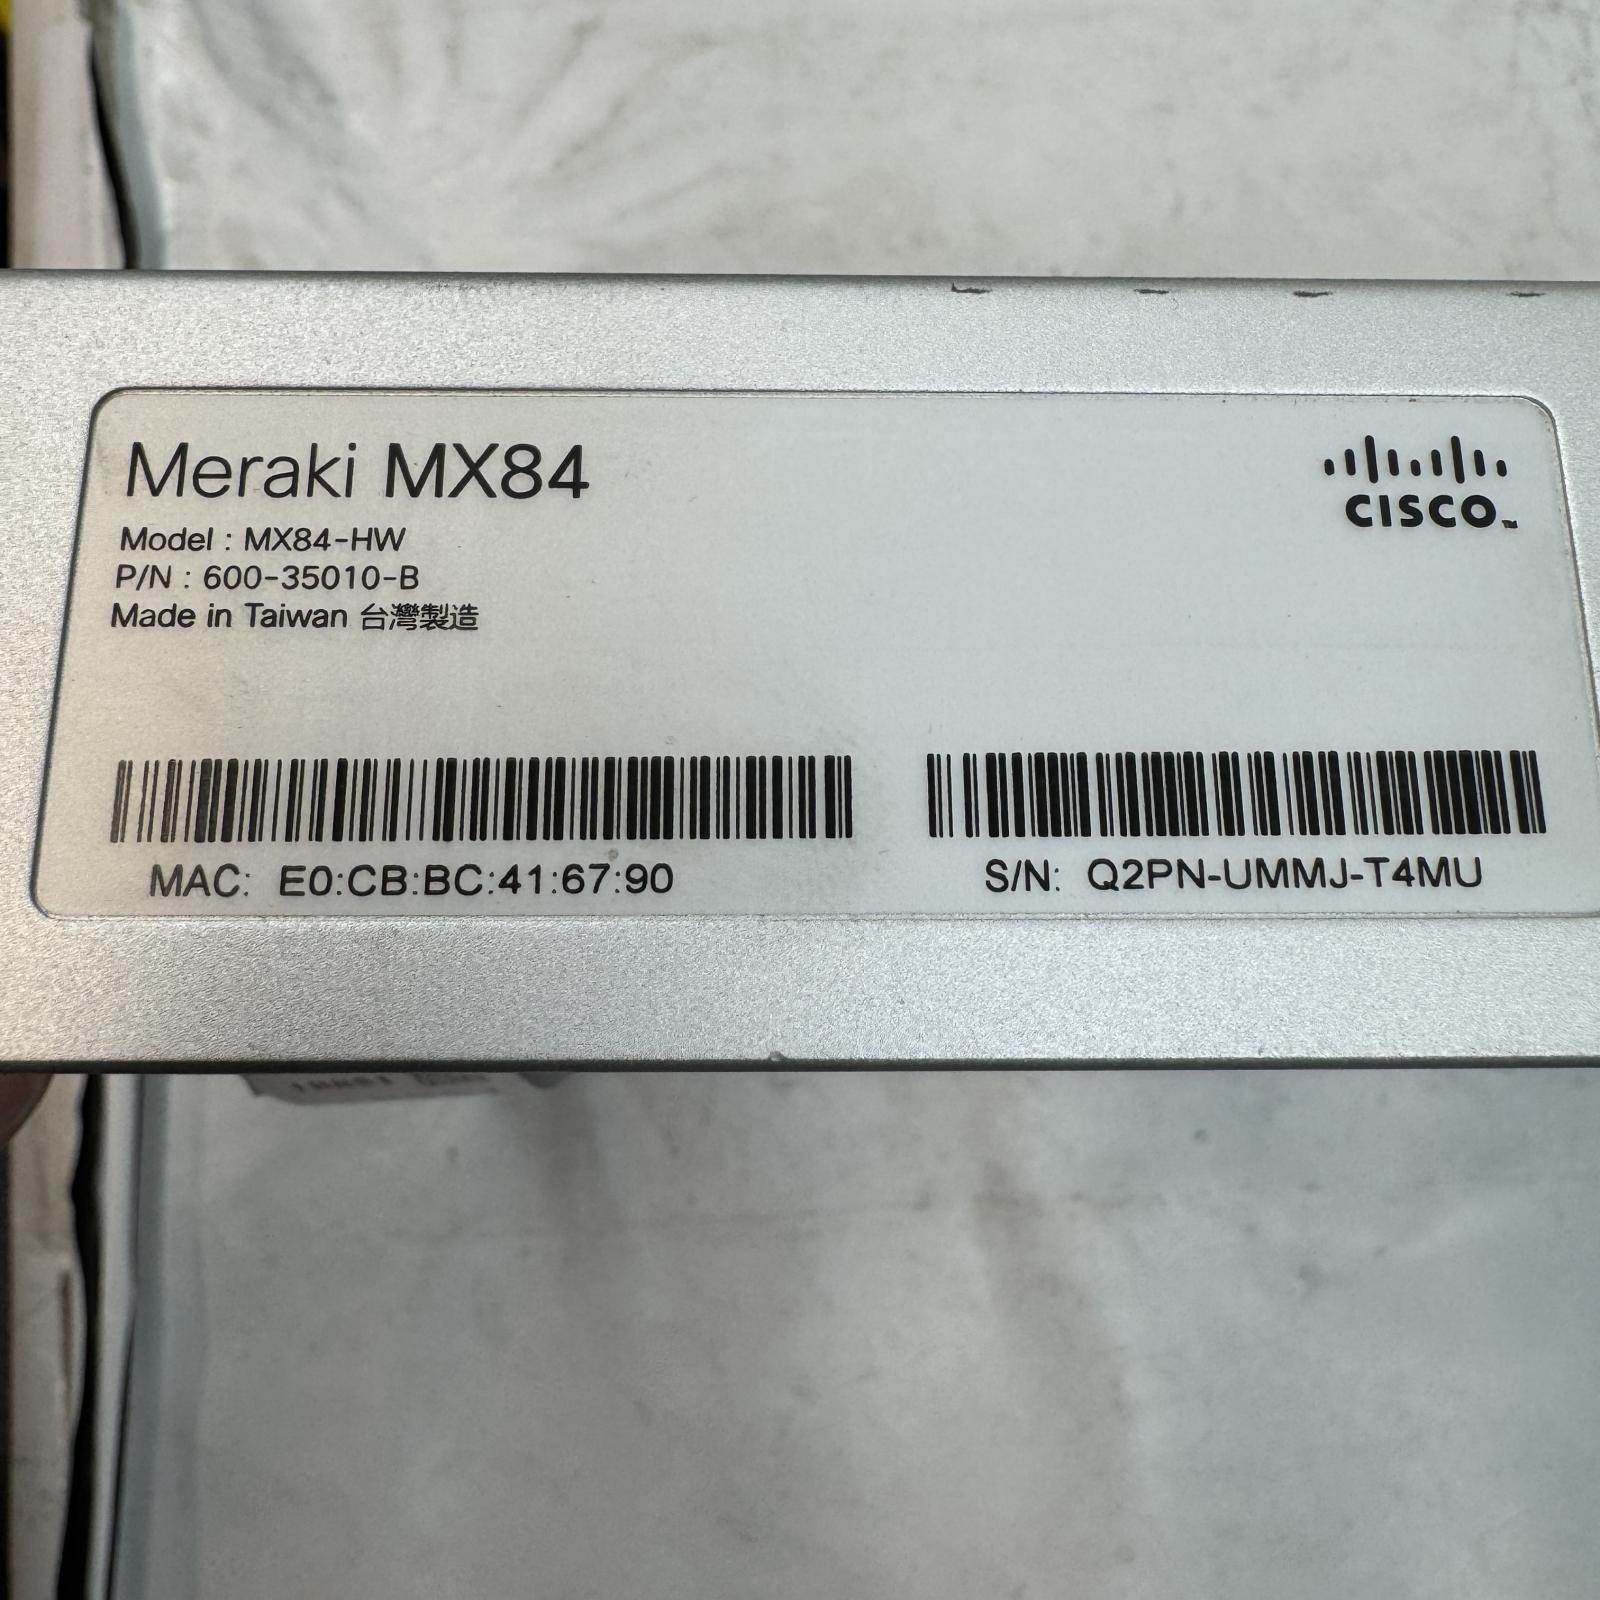 Meraki MX84
CISCO™
Model : MX84-HW
P/N : 600-35010-B
Made in Taiwan 台灣製造
MAC: E0:CB:BC:41:67:90
S/N: Q2PN-UMMJ-T4MU